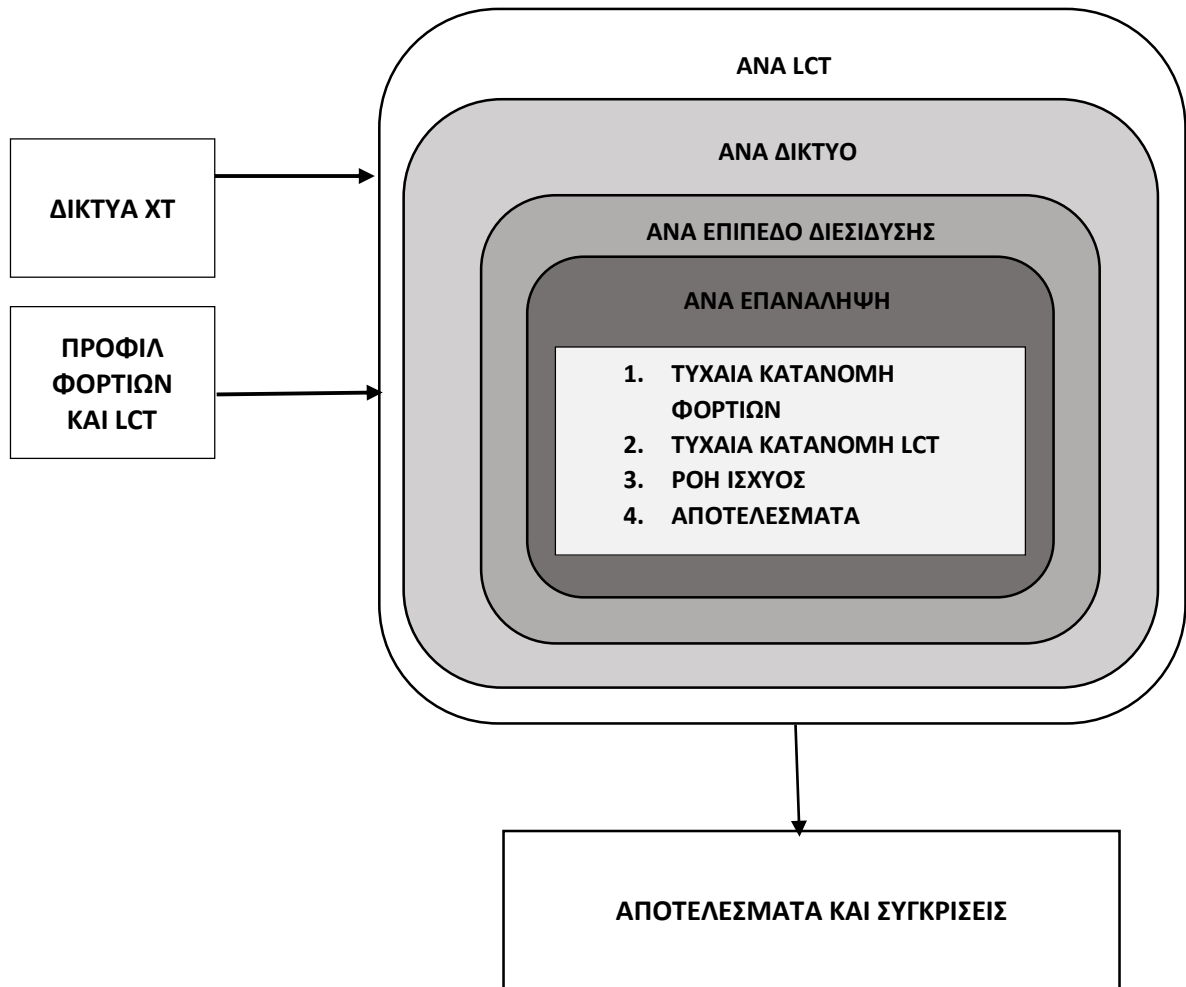 ΑΝΑ LCT
ΑΝΑ ΔΙΚΤΥΟ
ΔΙΚΤΥΑ ΧΤ
ΑΝΑ ΕΠΙΠΕΔΟ ΔΙΕΣΙΔΥΣΗΣ
ΑΝΑ ΕΠΑΝΑΛΗΨΗ
ΠΡΟΦΙΛ
ΦΟΡΤΙΩΝ
ΚΑΙ LCT
1. ΤΥΧΑΙΑ ΚΑΤΑΝΟΜΗ
ΦΟΡΤΙΩΝ
2. ΤΥΧΑΙΑ ΚΑΤΑΝΟΜΗ LCT
3. ΡΟΗ ΙΣΧΥΟΣ
4. ΑΠΟΤΕΛΕΣΜΑΤΑ
ΑΠΟΤΕΛΕΣΜΑΤΑ ΚΑΙ ΣΥΓΚΡΙΣΕΙΣ